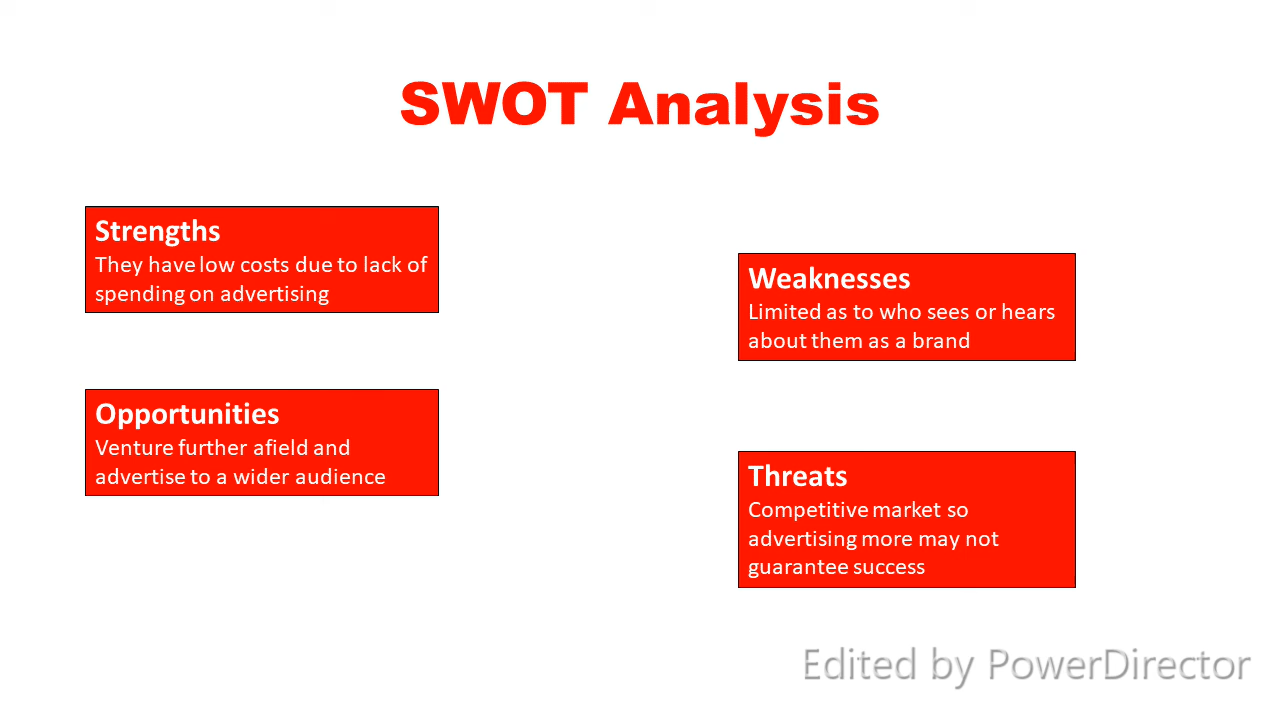 SWOT Analysis
Strengths
They have low costs due to lack of
spending on advertising
Weaknesses
Limited as to who sees or hears
about them as a brand
Opportunities
Venture further afield and
advertise to a wider audience
Threats
Competitive market so
advertising more may not
guarantee success
Edited by PowerDirector